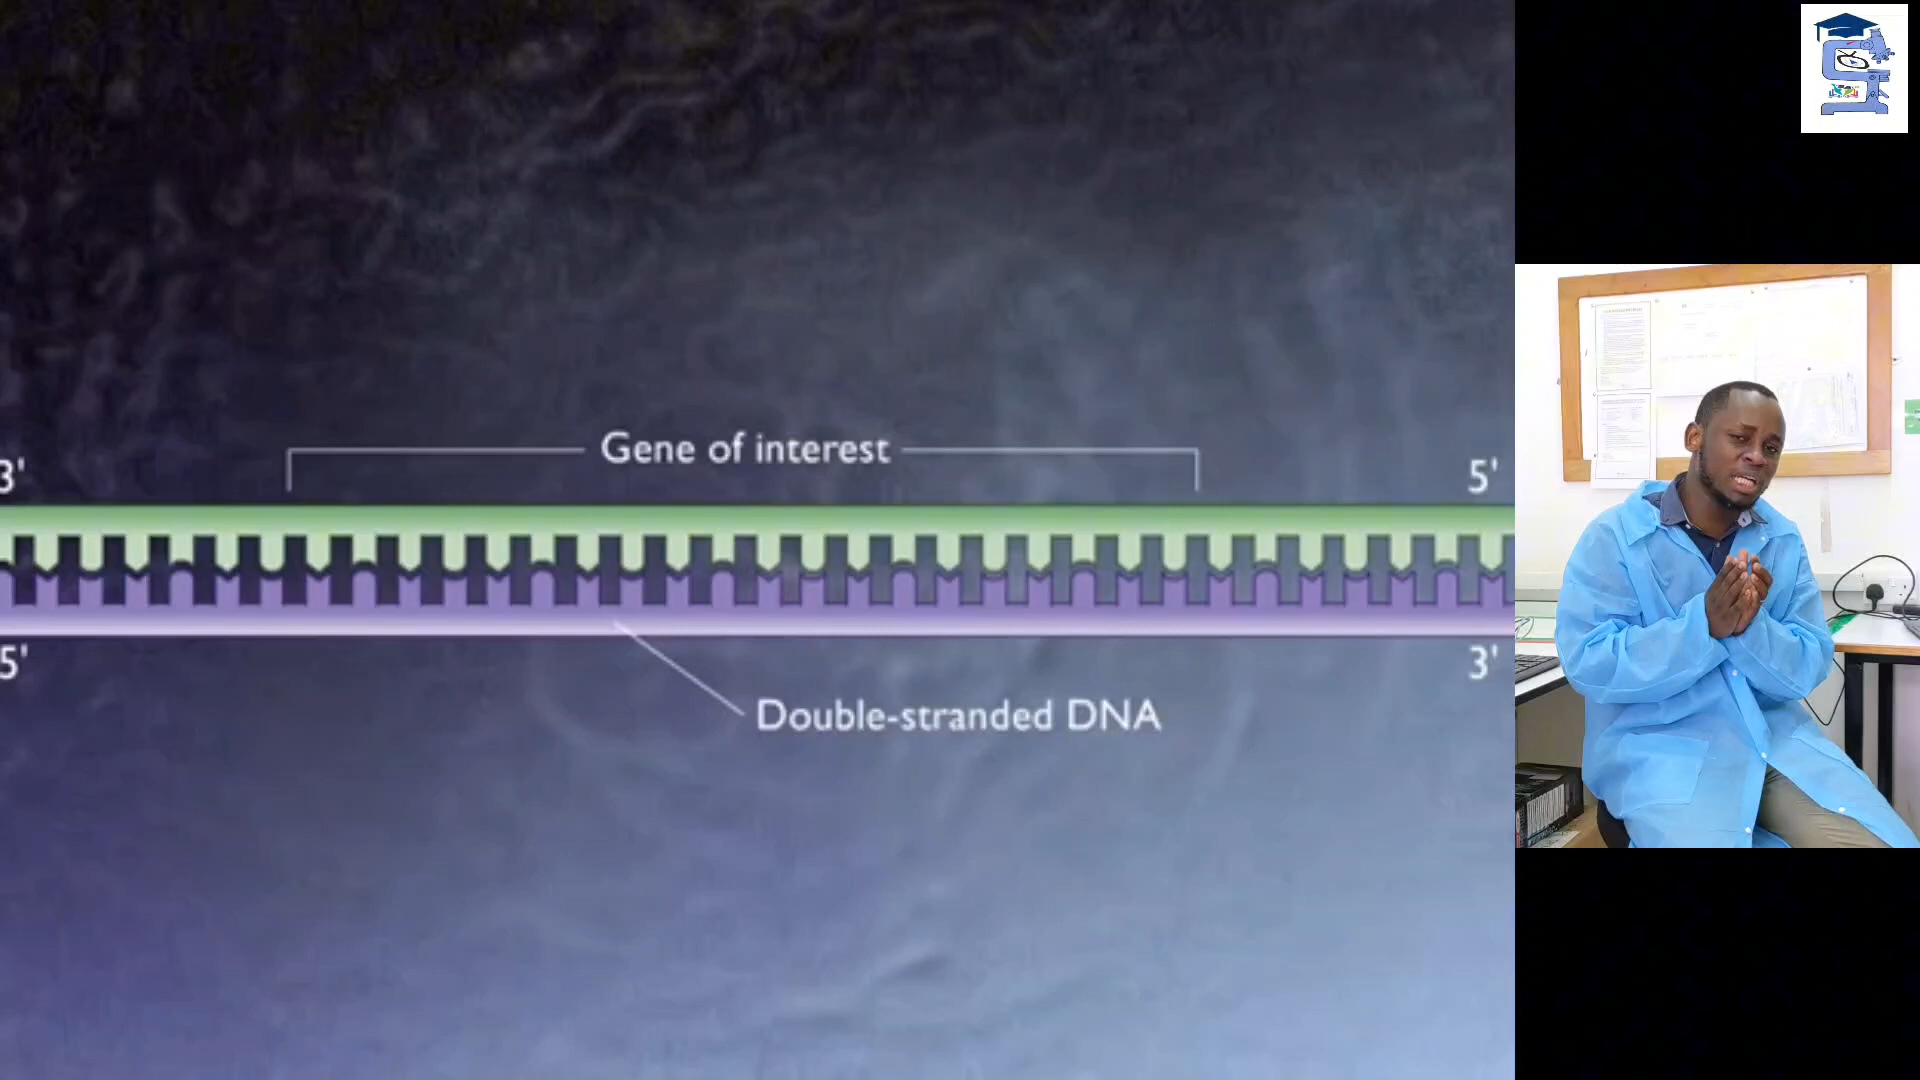 Gene of interest
3'
5'
5'
3'
Double-stranded DNA